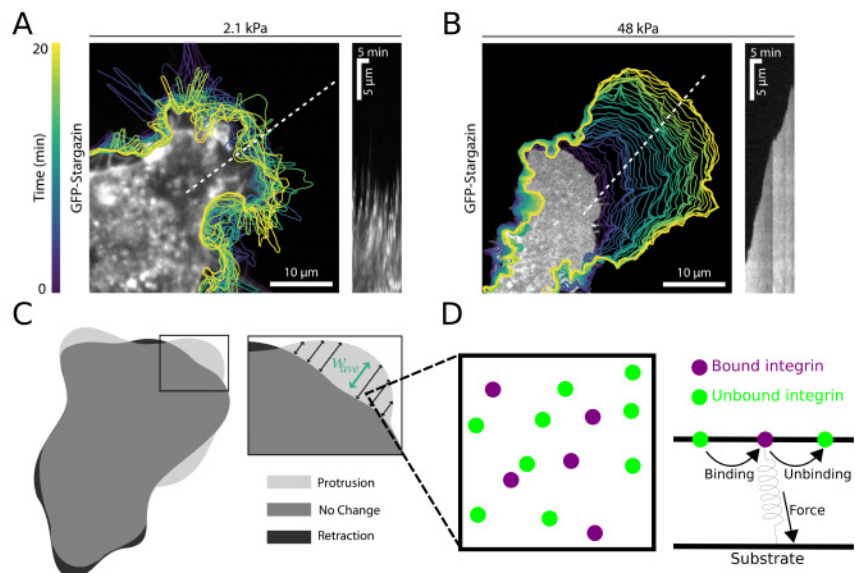 A
2.1 kPa
20
Time (min)
0
GFP-Stargazin
10 µm
5 min
5 µm
B
48 kPa
GFP-Stargazin
10 µm
5 min
5 µm
C
Wave
Protrusion
No Change
Retraction
D
Bound integrin
Unbound integrin
Binding
Unbinding
Force
Substrate